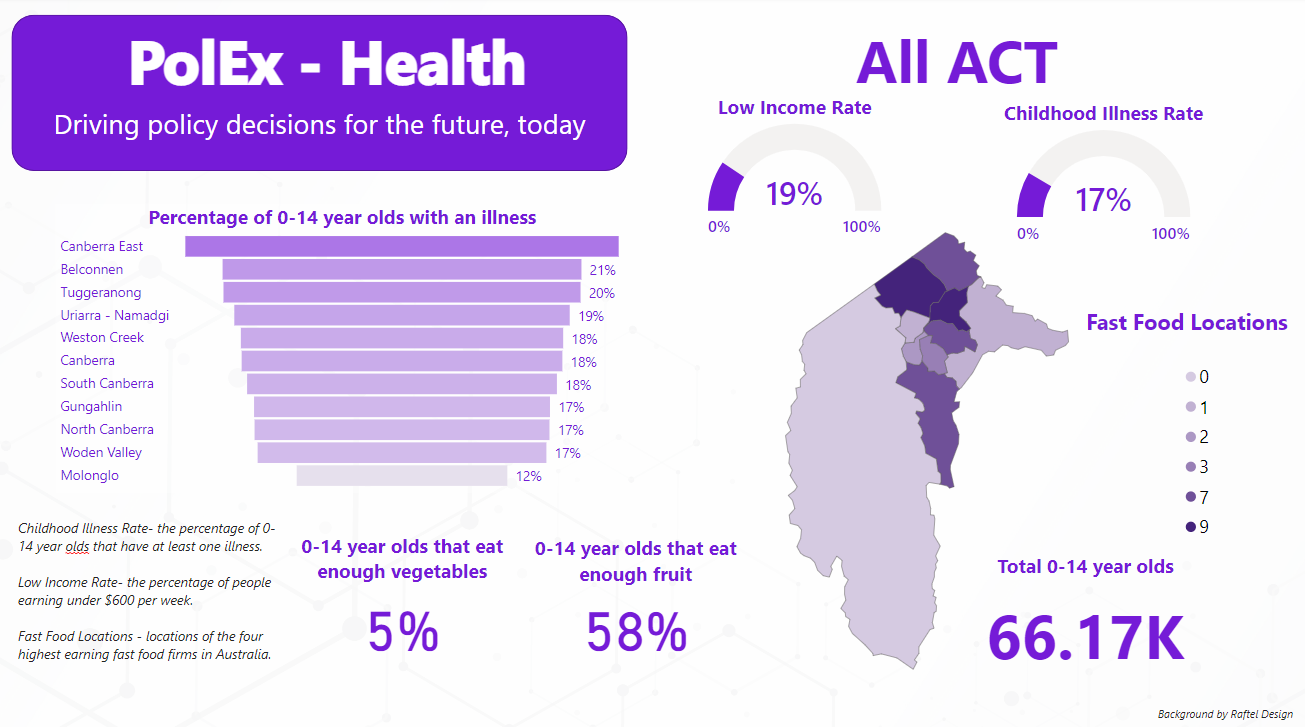 PolEx - Health
Driving policy decisions for the future, today
All ACT
Low Income Rate
19%
0%
100%
Childhood Illness Rate
17%
0%
100%
Percentage of 0-14 year olds with an illness
Canberra East
Belconnen 21%
Tuggeranong 20%
Uriarra - Namadgi 19%
Weston Creek 18%
Canberra 18%
South Canberra 18%
Gungahlin 17%
North Canberra 17%
Woden Valley 17%
Molonglo 12%
Fast Food Locations
0
1
2
3
7
9
Childhood Illness Rate- the percentage of 0-
14 year olds that have at least one illness.
Low Income Rate- the percentage of people
earning under $600 per week.
Fast Food Locations - locations of the four
highest earning fast food firms in Australia.
0-14 year olds that eat
enough vegetables
5%
0-14 year olds that eat
enough fruit
58%
Total 0-14 year olds
66.17K
Background by Raftel Design